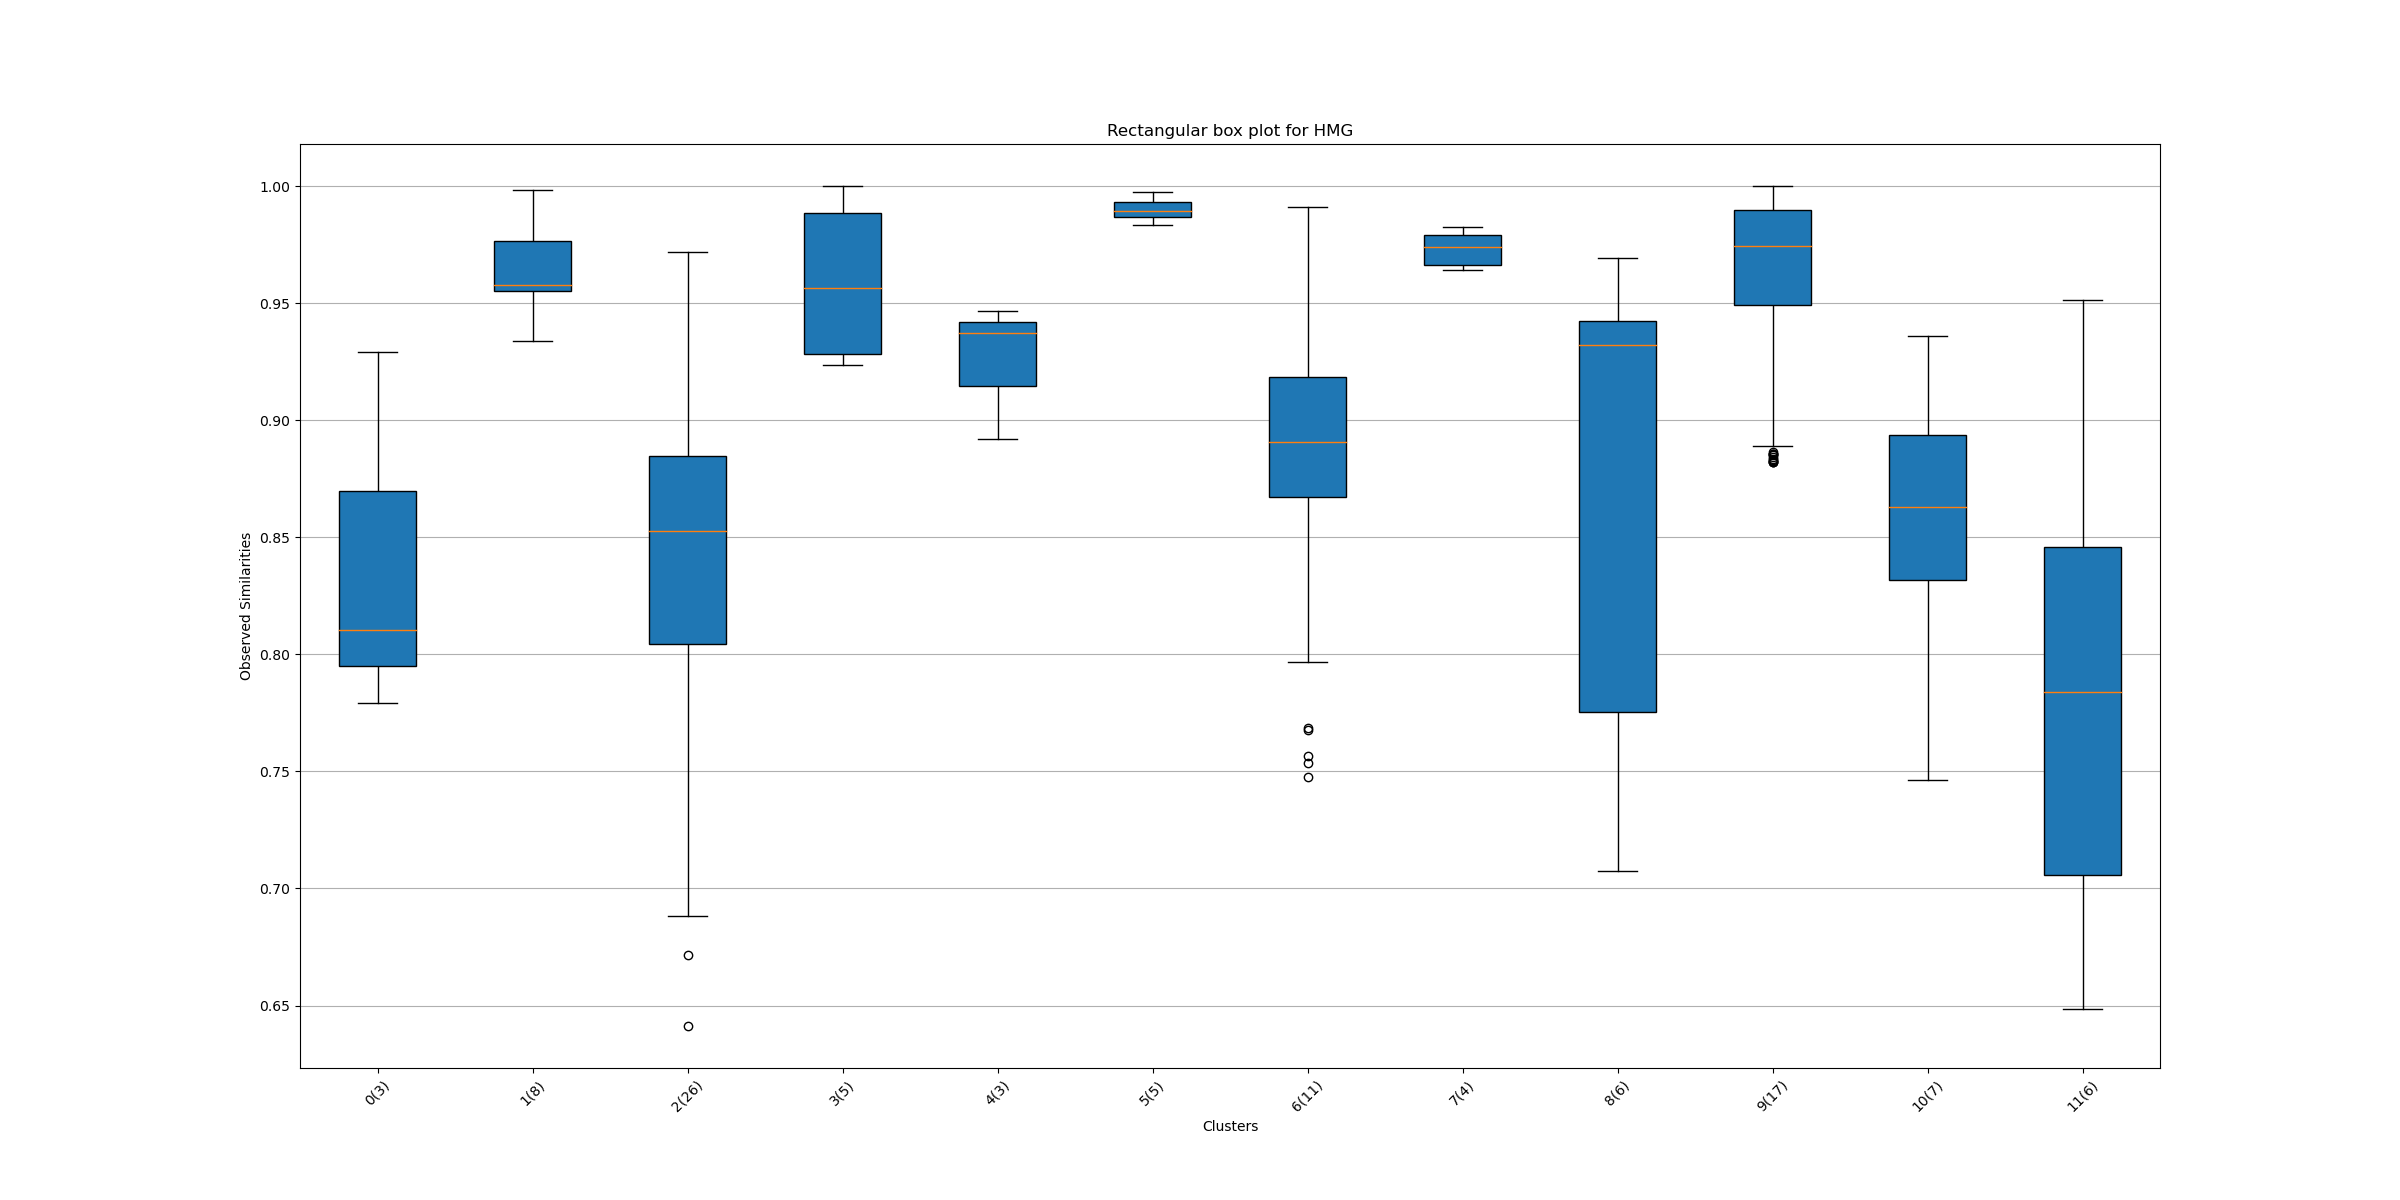 Rectangular box plot for HMG
1.00
0.95
0.90
0.85
0.80
0.75
0.70
0.65
Observed Similarities
0(3) 1(8) 2(26) 3(5) 4(3) 5(5) 6(11) 7(4) 8(6) 9(17) 10(7) 11(6)
Clusters